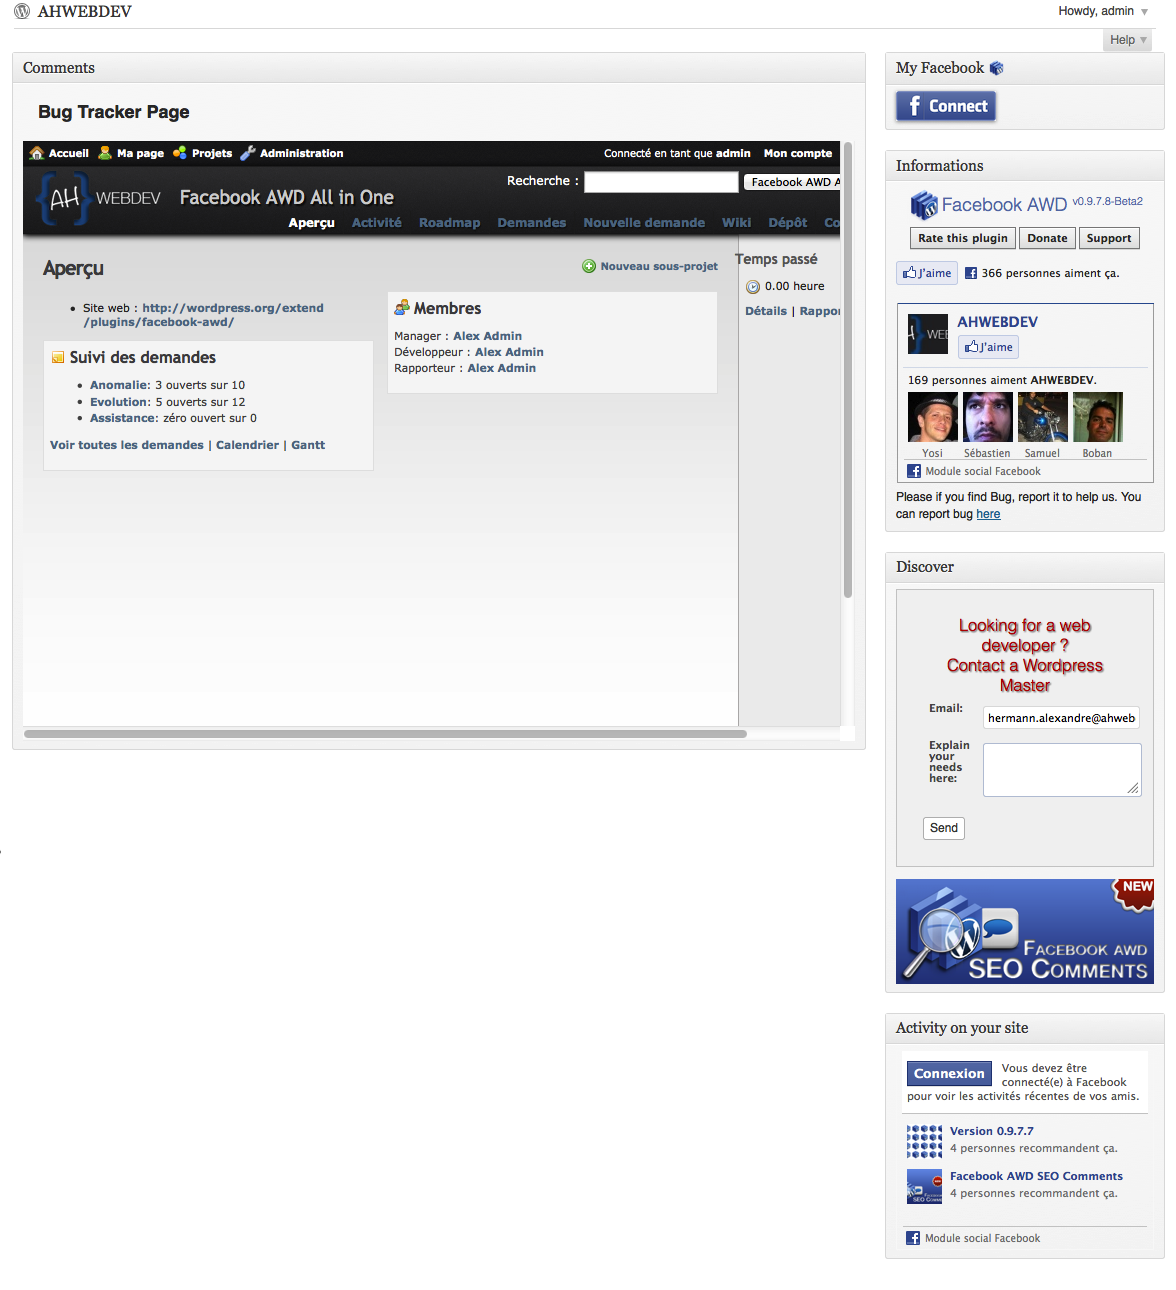 AHWEBDEV
Howdy, admin
Help
Comments
Bug Tracker Page
Accueil Ma page Projets Administration
Connecté en tant que admin Mon compte
{AH} WEBDEV
Facebook AWD All in One
Recherche :
Facebook AWD A
Aperçu Activité Roadmap Demandes Nouvelle demande Wiki Dépôt Co
Aperçu
Nouveau sous-projet
Site web : http://wordpress.org/extend
/plugins/facebook-awd/
Suivi des demandes
Anomalie: 3 ouverts sur 10
Evolution: 5 ouverts sur 12
Assistance: zéro ouvert sur 0
Voir toutes les demandes | Calendrier | Gantt
Membres
Manager : Alex Admin
Développeur : Alex Admin
Rapporteur : Alex Admin
Temps passé
0.00 heure
Détails | Rappor
My Facebook
f Connect
Informations
Facebook AWD v0.9.7.8-Beta2
Rate this plugin
Donate
Support
J'aime
366 personnes aiment ça.
AHWEBDEV
J'aime
169 personnes aiment AHWEBDEV.
Yosi Sébastien Samuel Boban
Module social Facebook
Please if you find Bug, report it to help us. You
can report bug here
Discover
Looking for a web
developer ?
Contact a Wordpress
Master
Email:
hermann.alexandre@ahweb
Explain
your
needs
here:
Send
NEW
FACEBOOK AWD
SEO COMMENTS
Activity on your site
Connexion
Vous devez être
connecté(e) à Facebook
pour voir les activités récentes de vos amis.
Version 0.9.7.7
4 personnes recommandent ça.
Facebook AWD SEO Comments
4 personnes recommandent ça.
Module social Facebook